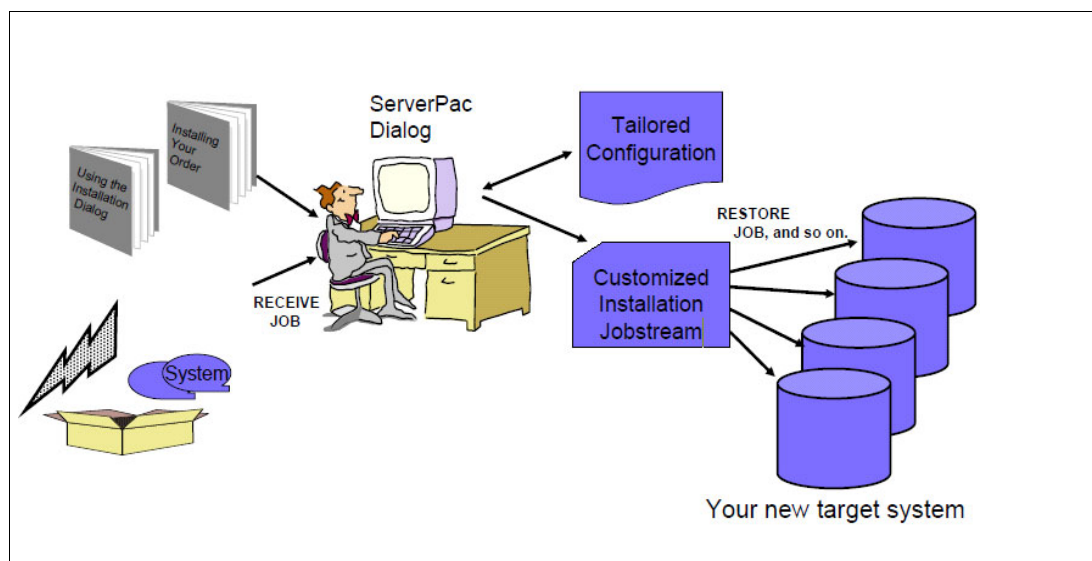 Using the
Installation
Dialog
Installing
Your
Order
System
RECEIVE
JOB
ServerPac
Dialog
Tailored
Configuration
Customized
Installation
Jobstream
RESTORE
JOB, and so on.
Your new target system